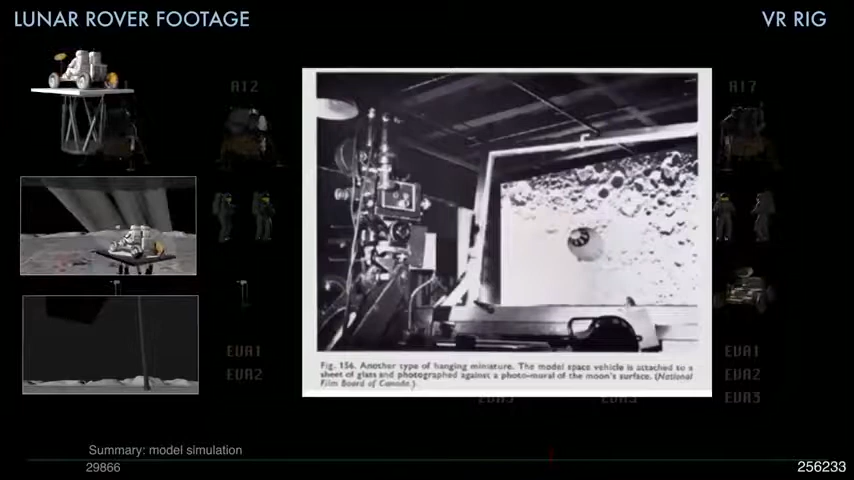 LUNAR ROVER FOOTAGE
VR RIG
A12
A17
Fig. 156. Another type of hanging miniature. The model space vehicle is attached to a
sheet of glass and photographed against a photo-mural of the moon's surface. (National
Film Board of Canada.)
EVA1
EVA2
EVA1
EVA2
EVA3
EVA3
EVA3
Summary: model simulation
29866
256233